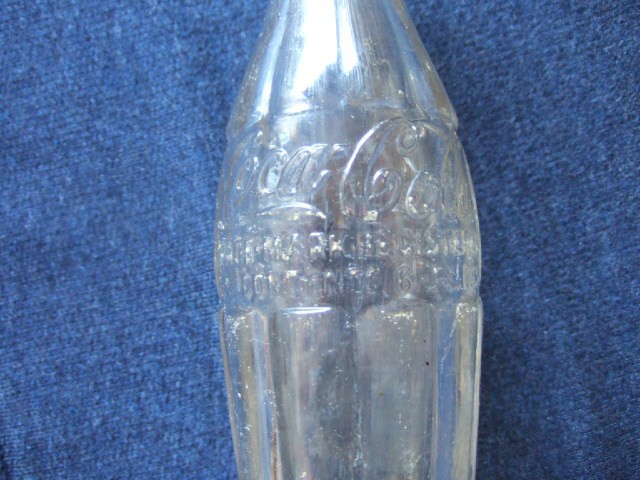 Coca-Cola
TRADE MARK REGISTERED
CONTENTS 6